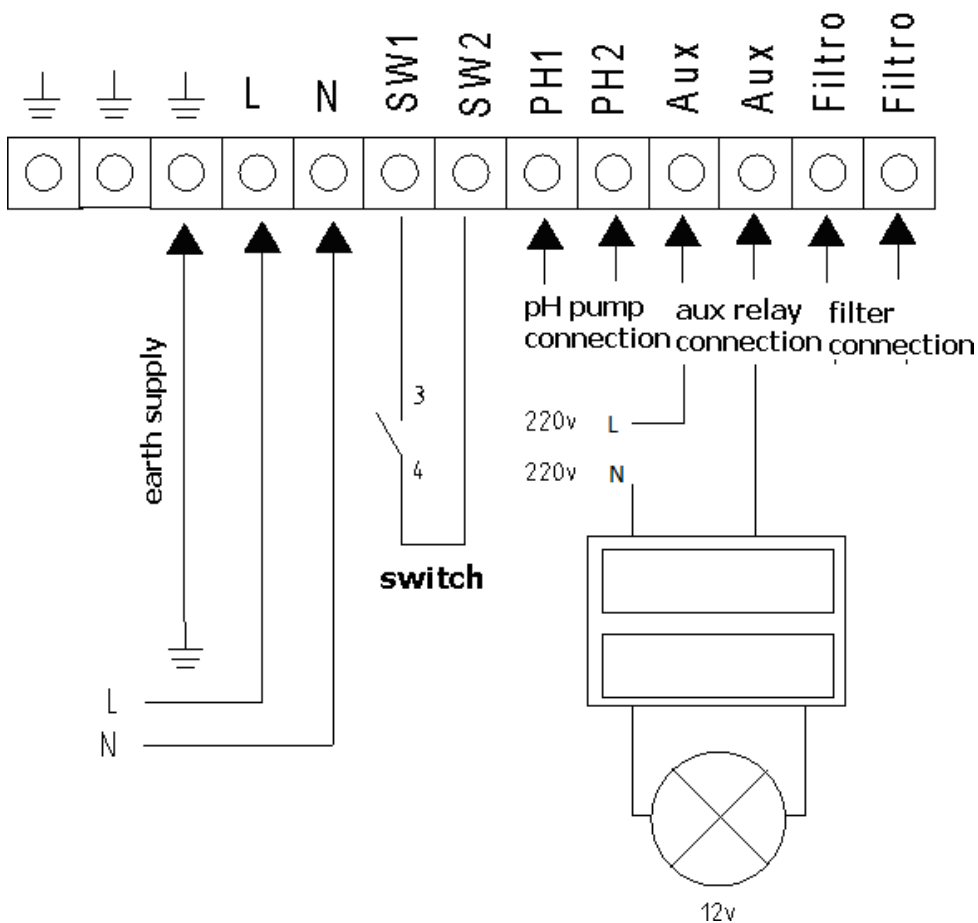 L N SW1 SW2 PH1 PH2 Aux Aux Filtro Filtro
pH pump
connection
aux relay
connection
filter
connection
earth supply
3
4
switch
220v L
220v N
L
N
12v